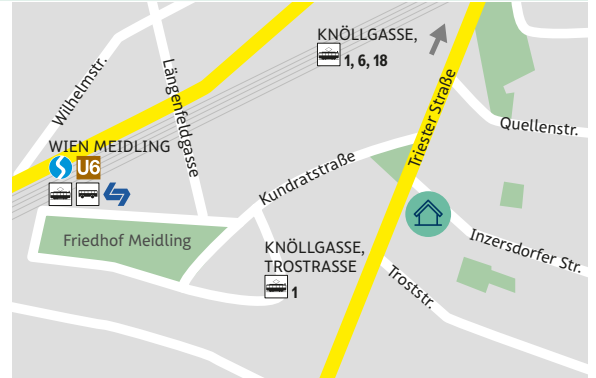 KNÖLLGASSE,
1, 6, 18
Wilhelmstr.
Längenfeldgasse
Triester Straße
Quellenstr.
WIEN MEIDLING
U6
Kundratstraße
Friedhof Meidling
KNÖLLGASSE,
TROSTRASSE
1
Inzersdorfer Str.
Troststr.